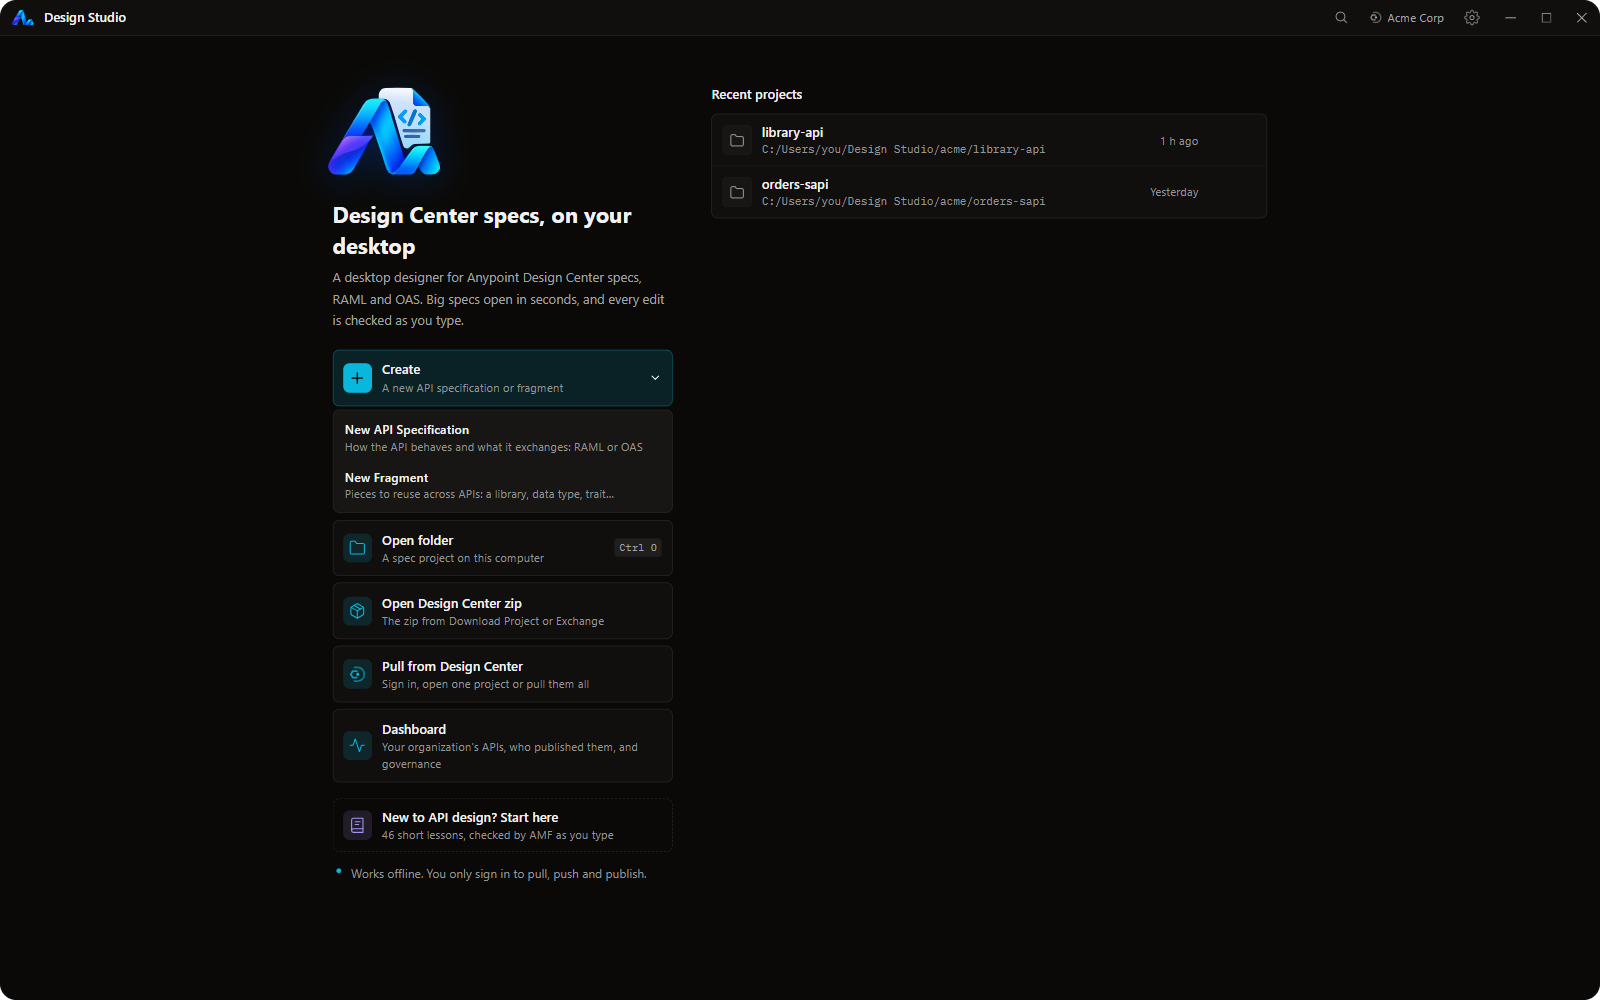 Design Studio
Acme Corp
Design Center specs, on your
desktop
A desktop designer for Anypoint Design Center specs,
RAML and OAS. Big specs open in seconds, and every edit
is checked as you type.
Create
A new API specification or fragment
New API Specification
How the API behaves and what it exchanges: RAML or OAS
New Fragment
Pieces to reuse across APIs: a library, data type, trait...
Open folder
A spec project on this computer
Ctrl O
Open Design Center zip
The zip from Download Project or Exchange
Pull from Design Center
Sign in, open one project or pull them all
Dashboard
Your organization's APIs, who published them, and
governance
New to API design? Start here
46 short lessons, checked by AMF as you type
Works offline. You only sign in to pull, push and publish.
Recent projects
library-api
C:/Users/you/Design Studio/acme/library-api
1 h ago
orders-sapi
C:/Users/you/Design Studio/acme/orders-sapi
Yesterday